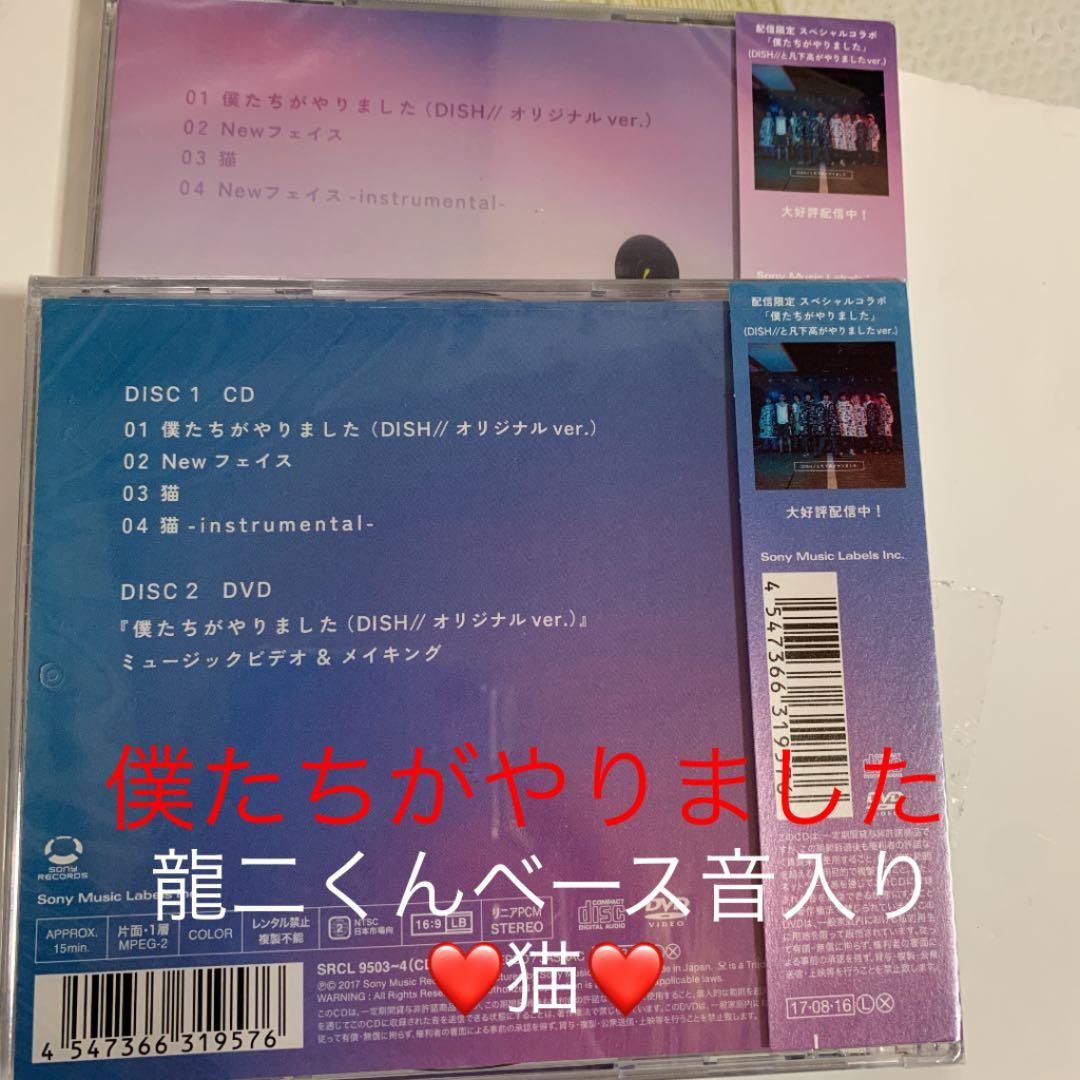 01 僕たちがやりました（DISH// オリジナル ver.）
02 Newフェイス
03 猫
04 Newフェイス -instrumental-
配信限定 スペシャルコラボ
「僕たちがやりました」
(DISH//と凡下高がやりましたver.)
大好評配信中！
配信限定 スペシャルコラボ
「僕たちがやりました」
(DISH//と凡下高がやりましたver.)
大好評配信中！
Sony Music Labels Inc.
DISC 1 CD
01 僕たちがやりました（DISH// オリジナル ver.）
02 New フェイス
03 猫
04 猫 -instrumental-
DISC 2 DVD
『僕たちがやりました（DISH// オリジナル ver.）』
ミュージックビデオ & メイキング
僕たちがやりました
龍二くんベース音入り
❤️猫❤️
SONY
RECORDS
Sony Music Labels Inc.
APPROX.
15min.
片面・1層
MPEG-2
COLOR
レンタル禁止
複製不能
2
NTSC
日本市場向
16:9 LB
リニアPCM
STEREO
COMPACT
disc
DIGITAL AUDIO
DVD
VIDEO
SRCL 9503~4
4 547366 319576
17·08·16 Ⓛ Ⓧ